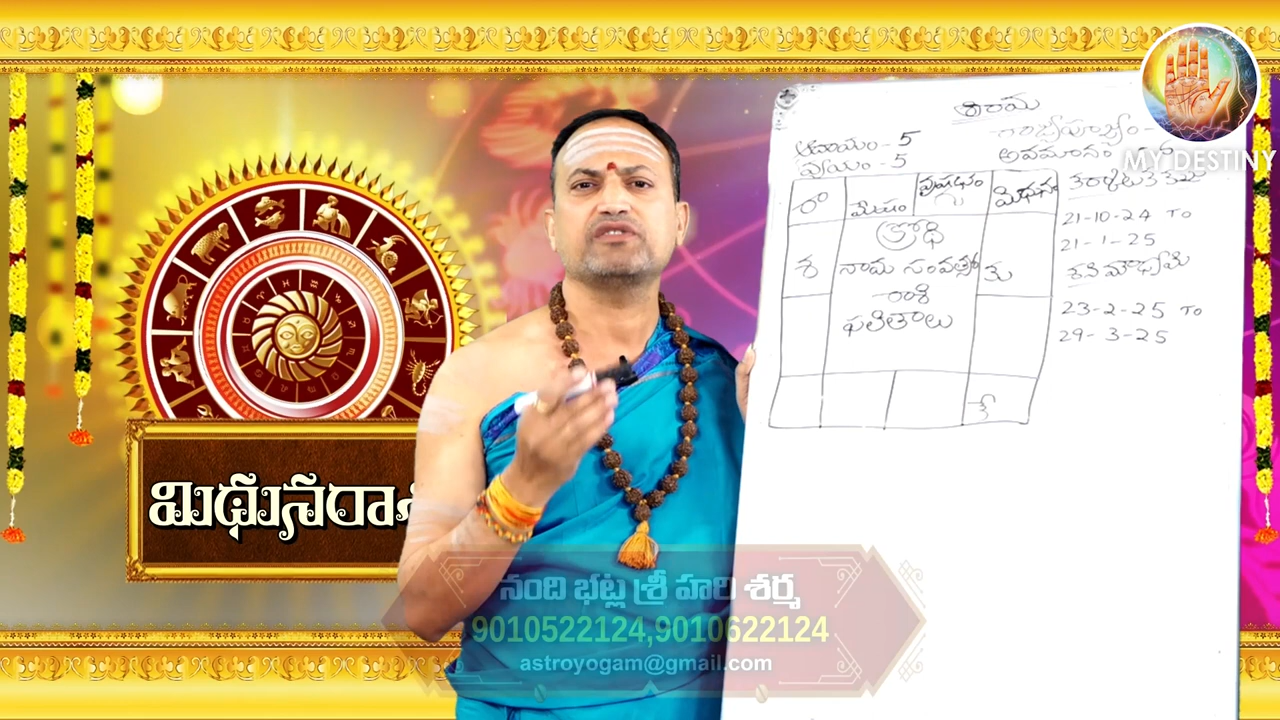 MY DESTINY
శ్రీరామ
ఆదాయం - 5
వ్యయం - 5
రాజ్యపూజ్యం -
అవమానం
రా
మేషం
వృషభం
మిథున
క్రోధి
శ
నామ సంవత్సర
కు
రాశి
ఫలితాలు
కే
21-10-24 TO
21-1-25
23-2-25 TO
29-3-25
మిథునరాశి
నంది భట్ల శ్రీ హరి శర్మ
9010522124,9010622124
astroyogam@gmail.com